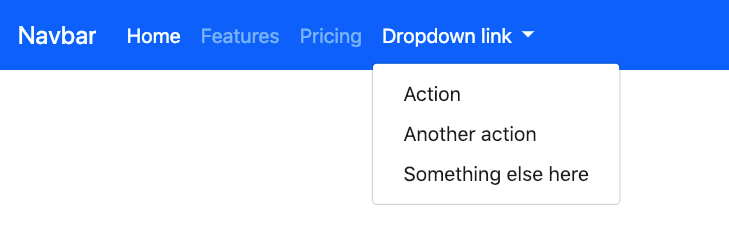 Navbar Home Features Pricing Dropdown link
Action
Another action
Something else here